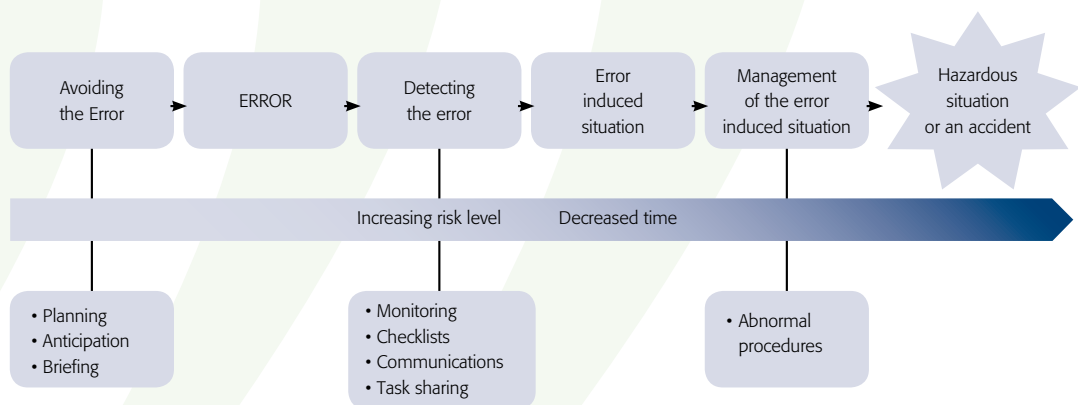 Avoiding
the Error
ERROR
Detecting
the error
Error
induced
situation
Management
of the error
induced situation
Hazardous
situation
or an accident
Increasing risk level Decreased time
• Planning
• Anticipation
• Briefing
• Monitoring
• Checklists
• Communications
• Task sharing
• Abnormal
procedures